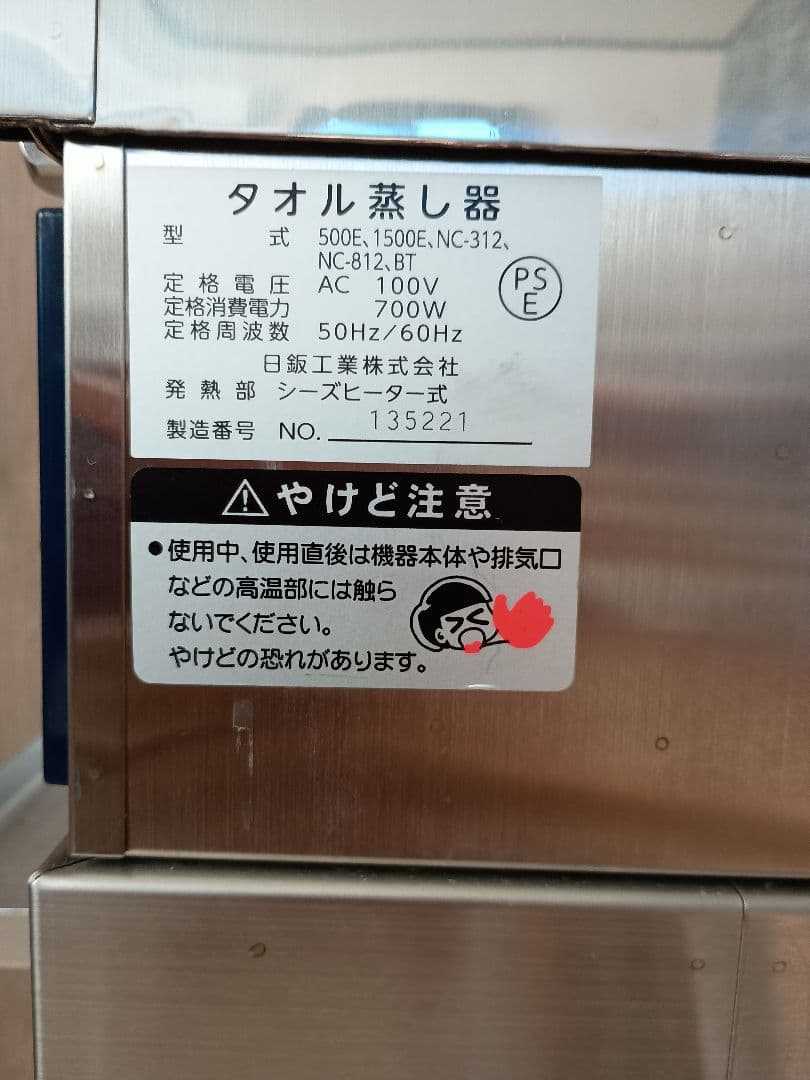 タオル蒸し器
型式 500E、1500E、NC-312、
NC-812、BT
定格電圧 AC 100V
定格消費電力 700W
定格周波数 50Hz/60Hz
PS
E
日鈑工業株式会社
発熱部 シーズヒーター式
製造番号 NO. 135221
やけど注意
●使用中、使用直後は機器本体や排気口
などの高温部には触ら
ないでください。
やけどの恐れがあります。